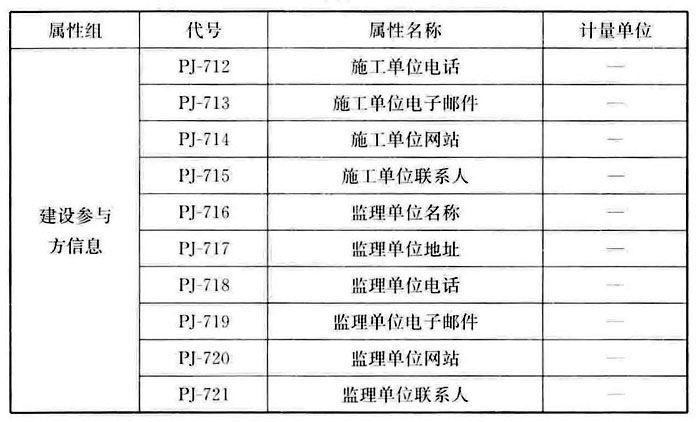 属性组 代号 属性名称 计量单位
建设参与
方信息
PJ-712 施工单位电话 —
PJ-713 施工单位电子邮件 —
PJ-714 施工单位网站 —
PJ-715 施工单位联系人 —
PJ-716 监理单位名称 —
PJ-717 监理单位地址 —
PJ-718 监理单位电话 —
PJ-719 监理单位电子邮件 —
PJ-720 监理单位网站 —
PJ-721 监理单位联系人 —